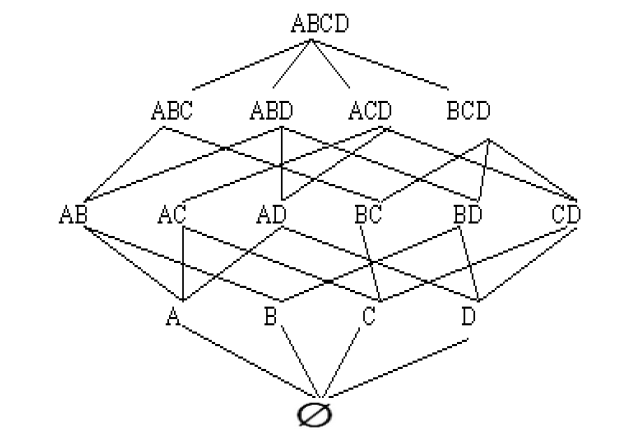 ABCD
ABC ABD ACD BCD
AB AC AD BC BD CD
A B C D
∅